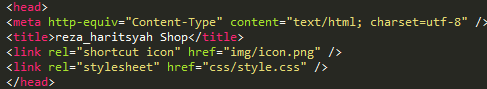 <head>
<meta http-equiv="Content-Type" content="text/html; charset=utf-8" />
<title>reza_haritsyah Shop</title>
<link rel="shortcut icon" href="img/icon.png" />
<link rel="stylesheet" href="css/style.css" />
</head>